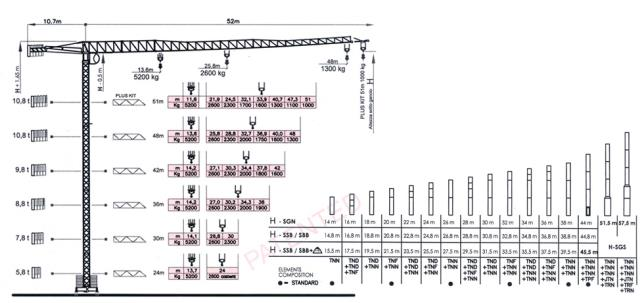 10,7m
52m
H + 1,65 m
H - 0,5 m
13,6m
5200 kg
25,8m
2600 kg
48m
1300 kg
PLUS KIT 51m 1000 kg
H
Altezza sotto gancio
PLUS KIT
10,8 t
51m
m 11,8 21,9 24,5 32,1 33,9 40,7 47,3 51
Kg 5200 2600 2300 1700 1600 1300 1100 1000
10,8 t
48m
m 13,6 25,8 28,8 32,7 36,9 40,0 48
Kg 5200 2600 2300 2000 1750 1600 1300
9,8 t
42m
m 14,2 27,1 30,3 34,4 37,8 42
Kg 5200 2600 2300 2000 1800 1600
8,8 t
36m
m 14,2 27,0 30,2 34,3 36
Kg 5200 2600 2300 2000 1900
7,8 t
30m
m 14,1 26,8 30
Kg 5200 2600 2300
5,8 t
24m
m 13,7 24
Kg 5200 2600
PATENTED
H - SGN 14 m 16 m 18 m 20 m 22 m 24 m 26 m 28 m 30 m 32 m 34 m 36 m 38 m 44 m 51,5 m 57,5 m
H - SSB / SBB 14.8 m 16.8 m 18.8 m 20.8 m 22.8 m 24.8 m 26.8 m 28.8 m 30.8 m 32.8 m 34.8 m 36.8 m 38.8 m 44.8 m
H - SSB / SBB+ 15.5 m 17.5 m 19.5 m 21.5 m 23.5 m 25.5 m 27.5 m 29.5 m 31.5 m 33.5 m 35.5 m 37.5 m 39.5 m 45,5 m
H-SGS
ELEMENTS
COMPOSITION
● = STANDARD